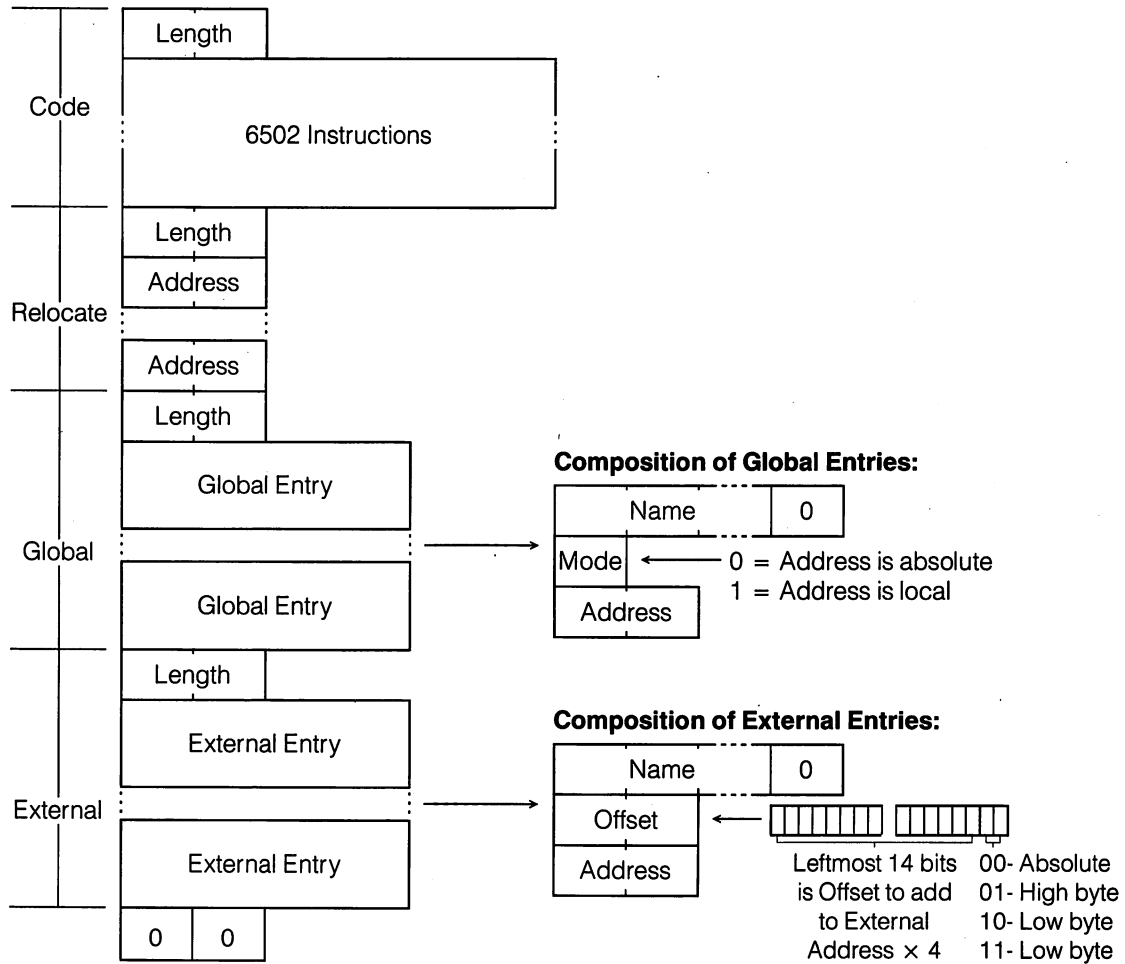 Length
Code
6502 Instructions
Length
Address
Relocate
Address
Length
Global Entry
Global
Global Entry
Length
External Entry
External
External Entry
0 0
Composition of Global Entries:
Name 0
Mode 0 = Address is absolute
1 = Address is local
Address
Composition of External Entries:
Name 0
Offset
Address
Leftmost 14 bits
is Offset to add
to External
Address × 4
00- Absolute
01- High byte
10- Low byte
11- Low byte